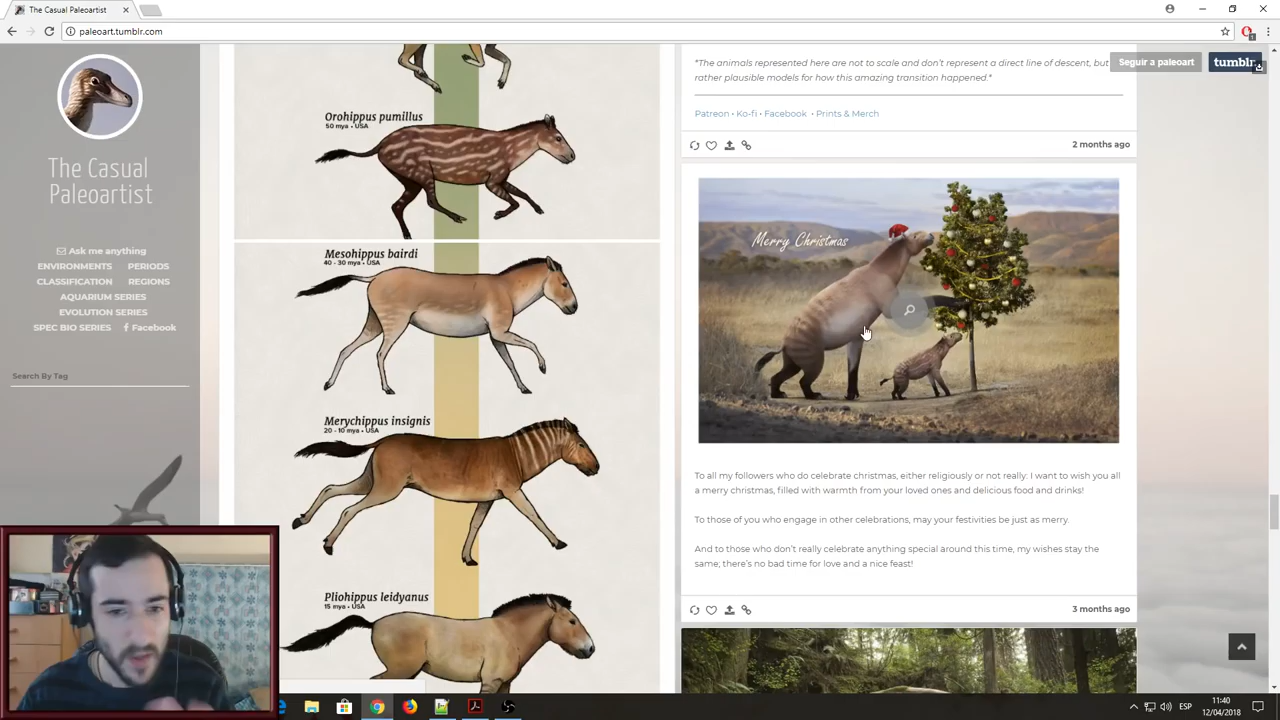 The Casual Paleoartist
paleoart.tumblr.com
The Casual
Paleoartist
Ask me anything
ENVIRONMENTS PERIODS
CLASSIFICATION REGIONS
AQUARIUM SERIES
EVOLUTION SERIES
SPEC BIO SERIES Facebook
Search By Tag
Orohippus pumillus
50 mya • USA
Mesohippus bairdi
40 - 30 mya • USA
Merychippus insignis
20 - 10 mya • USA
Pliohippus leidyanus
15 mya • USA
Seguir a paleoart
tumblr.
*The animals represented here are not to scale and don't represent a direct line of descent, but
rather plausible models for how this amazing transition happened.*
Patreon • Ko-fi • Facebook • Prints & Merch
2 months ago
Merry Christmas
To all my followers who do celebrate christmas, either religiously or not really: I want to wish you all
a merry christmas, filled with warmth from your loved ones and delicious food and drinks!
To those of you who engage in other celebrations, may your festivities be just as merry.
And to those who don't really celebrate anything special around this time, my wishes stay the
same; there's no bad time for love and a nice feast!
3 months ago
ESP
11:40
12/04/2018